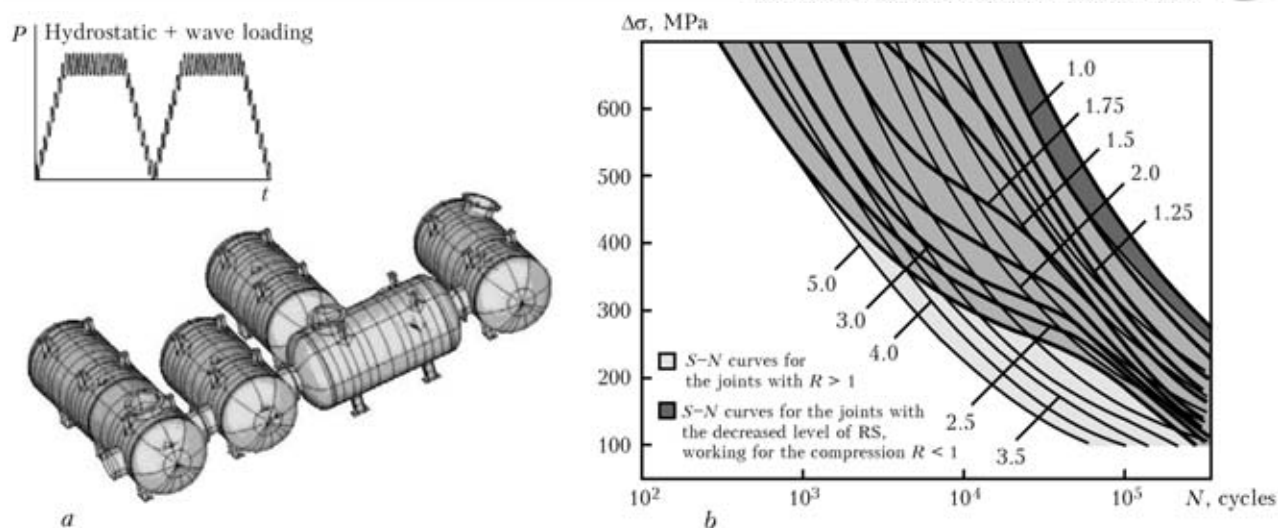 P Hydrostatic + wave loading
t
a
Δσ, MPa
600
500
400
300
200
100
10² 10³ 10⁴ 10⁵ N, cycles
1.0
1.75
1.5
2.0
1.25
5.0
3.0
4.0
2.5
3.5
S–N curves for
the joints with R > 1
S–N curves for the joints with
the decreased level of RS,
working for the compression R < 1
b